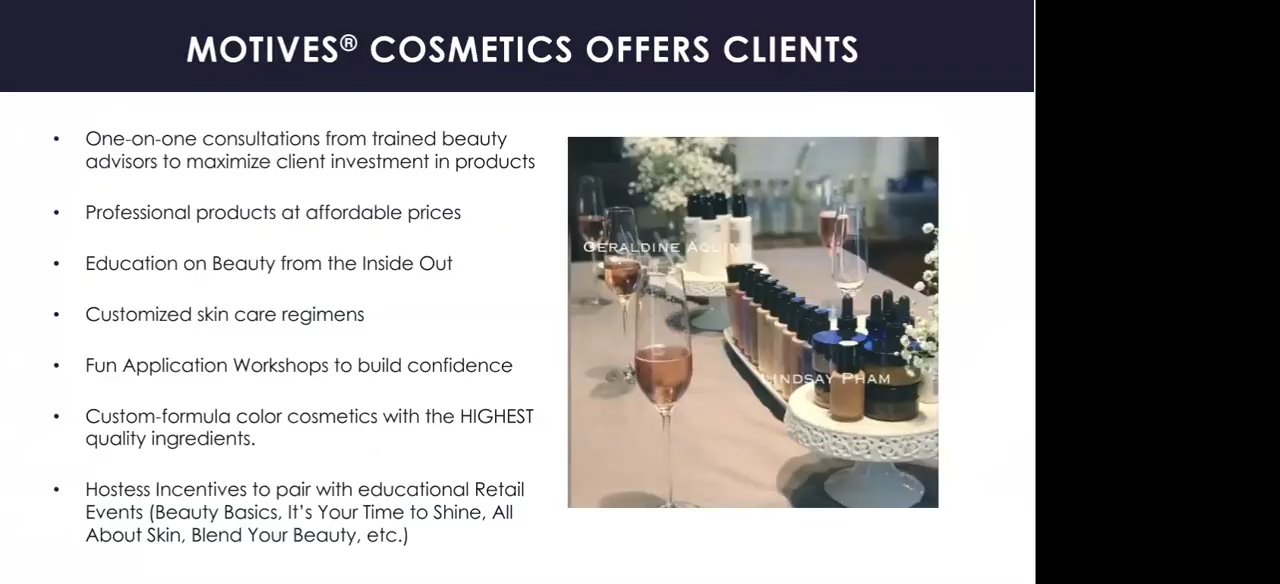 MOTIVES® COSMETICS OFFERS CLIENTS
• One-on-one consultations from trained beauty
advisors to maximize client investment in products
• Professional products at affordable prices
• Education on Beauty from the Inside Out
• Customized skin care regimens
• Fun Application Workshops to build confidence
• Custom-formula color cosmetics with the HIGHEST
quality ingredients.
• Hostess Incentives to pair with educational Retail
Events (Beauty Basics, It's Your Time to Shine, All
About Skin, Blend Your Beauty, etc.)
GERALDINE AQUINO
LINDSAY PHAM